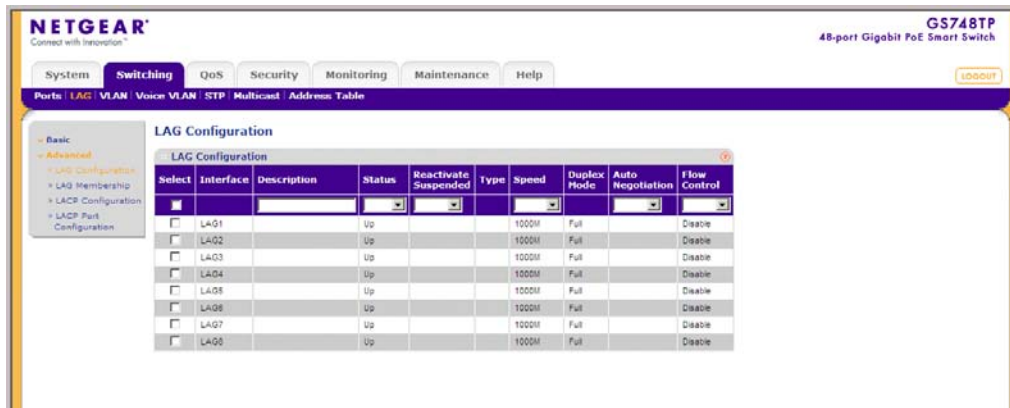 NETGEAR
Connect with Innovation™
GS748TP
48-port Gigabit PoE Smart Switch
System Switching QoS Security Monitoring Maintenance Help
LOGOUT
Ports LAG VLAN Voice VLAN STP Multicast Address Table
Basic
Advanced
LAG Configuration
LAG Membership
LACP Configuration
LACP Port
Configuration
LAG Configuration
LAG Configuration
Select Interface Description Status Reactivate Suspended Type Speed Duplex Mode Auto Negotiation Flow Control
LAG1 Up 1000M Full Disable
LAG2 Up 1000M Full Disable
LAG3 Up 1000M Full Disable
LAG4 Up 1000M Full Disable
LAG5 Up 1000M Full Disable
LAG6 Up 1000M Full Disable
LAG7 Up 1000M Full Disable
LAG8 Up 1000M Full Disable